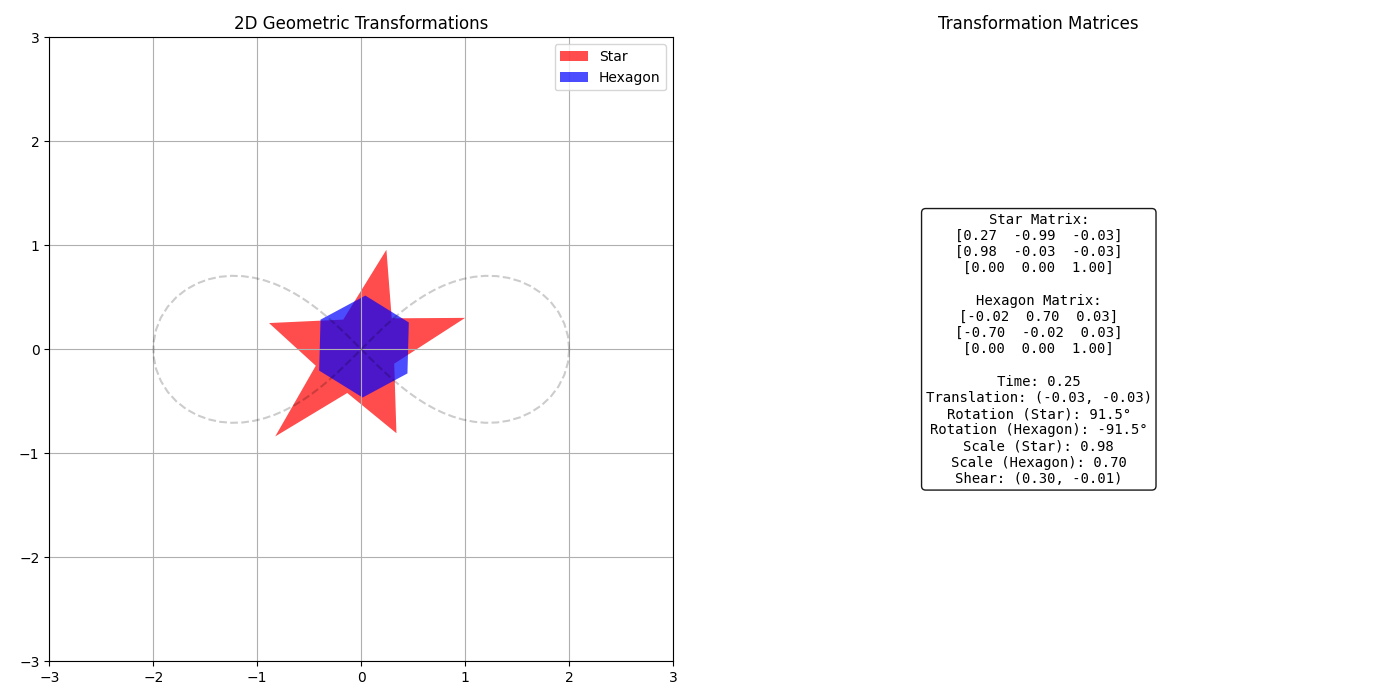 2D Geometric Transformations
3
2
1
0
−1
−2
−3
−3
−2
−1
0
1
2
3
Star
Hexagon
Transformation Matrices
Star Matrix:
[0.27  -0.99  -0.03]
[0.98  -0.03  -0.03]
[0.00  0.00  1.00]
Hexagon Matrix:
[-0.02  0.70  0.03]
[-0.70  -0.02  0.03]
[0.00  0.00  1.00]
Time: 0.25
Translation: (-0.03, -0.03)
Rotation (Star): 91.5°
Rotation (Hexagon): -91.5°
Scale (Star): 0.98
Scale (Hexagon): 0.70
Shear: (0.30, -0.01)